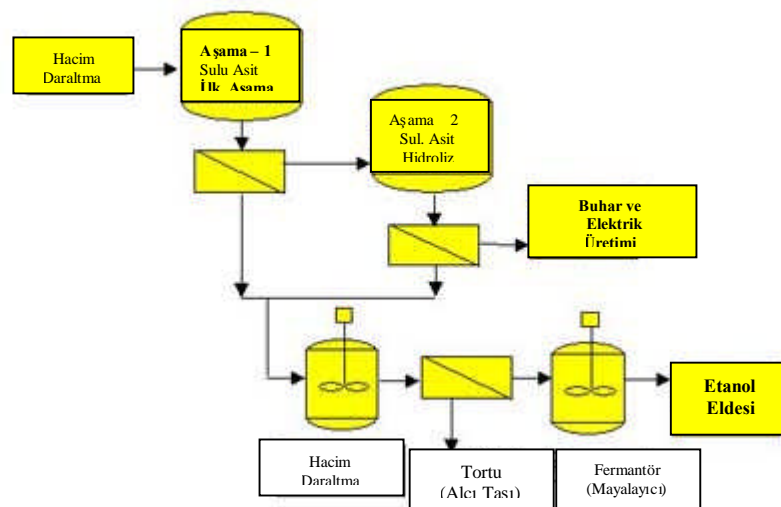 Hacim
Daraltma
Aşama – 1
Sulu Asit
İlk Aşama
Aşama 2
Sul. Asit
Hidroliz
Buhar ve
Elektrik
Üretimi
Etanol
Eldesi
Hacim
Daraltma
Tortu
(Alçı Taşı)
Fermantör
(Mayalayıcı)